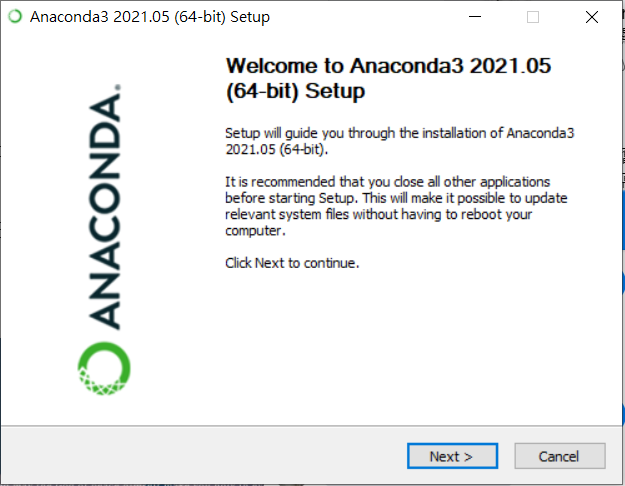 Anaconda3 2021.05 (64-bit) Setup
Welcome to Anaconda3 2021.05
(64-bit) Setup
Setup will guide you through the installation of Anaconda3
2021.05 (64-bit).
It is recommended that you close all other applications
before starting Setup. This will make it possible to update
relevant system files without having to reboot your
computer.
Click Next to continue.
ANACONDA.
Next >
Cancel